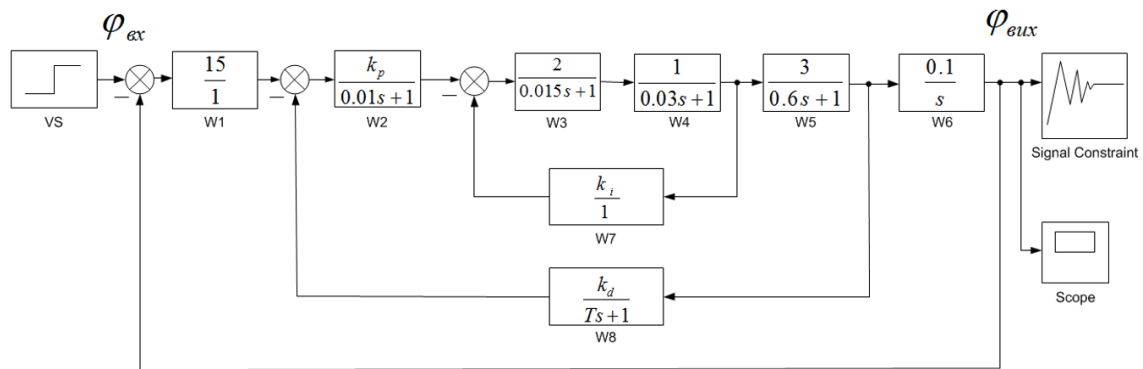 φвх
φвих
15
1
kp
0.01s+1
2
0.015s+1
1
0.03s+1
3
0.6s+1
0.1
s
VS
W1
W2
W3
W4
W5
W6
Signal Constraint
ki
1
W7
kd
Ts+1
W8
Scope